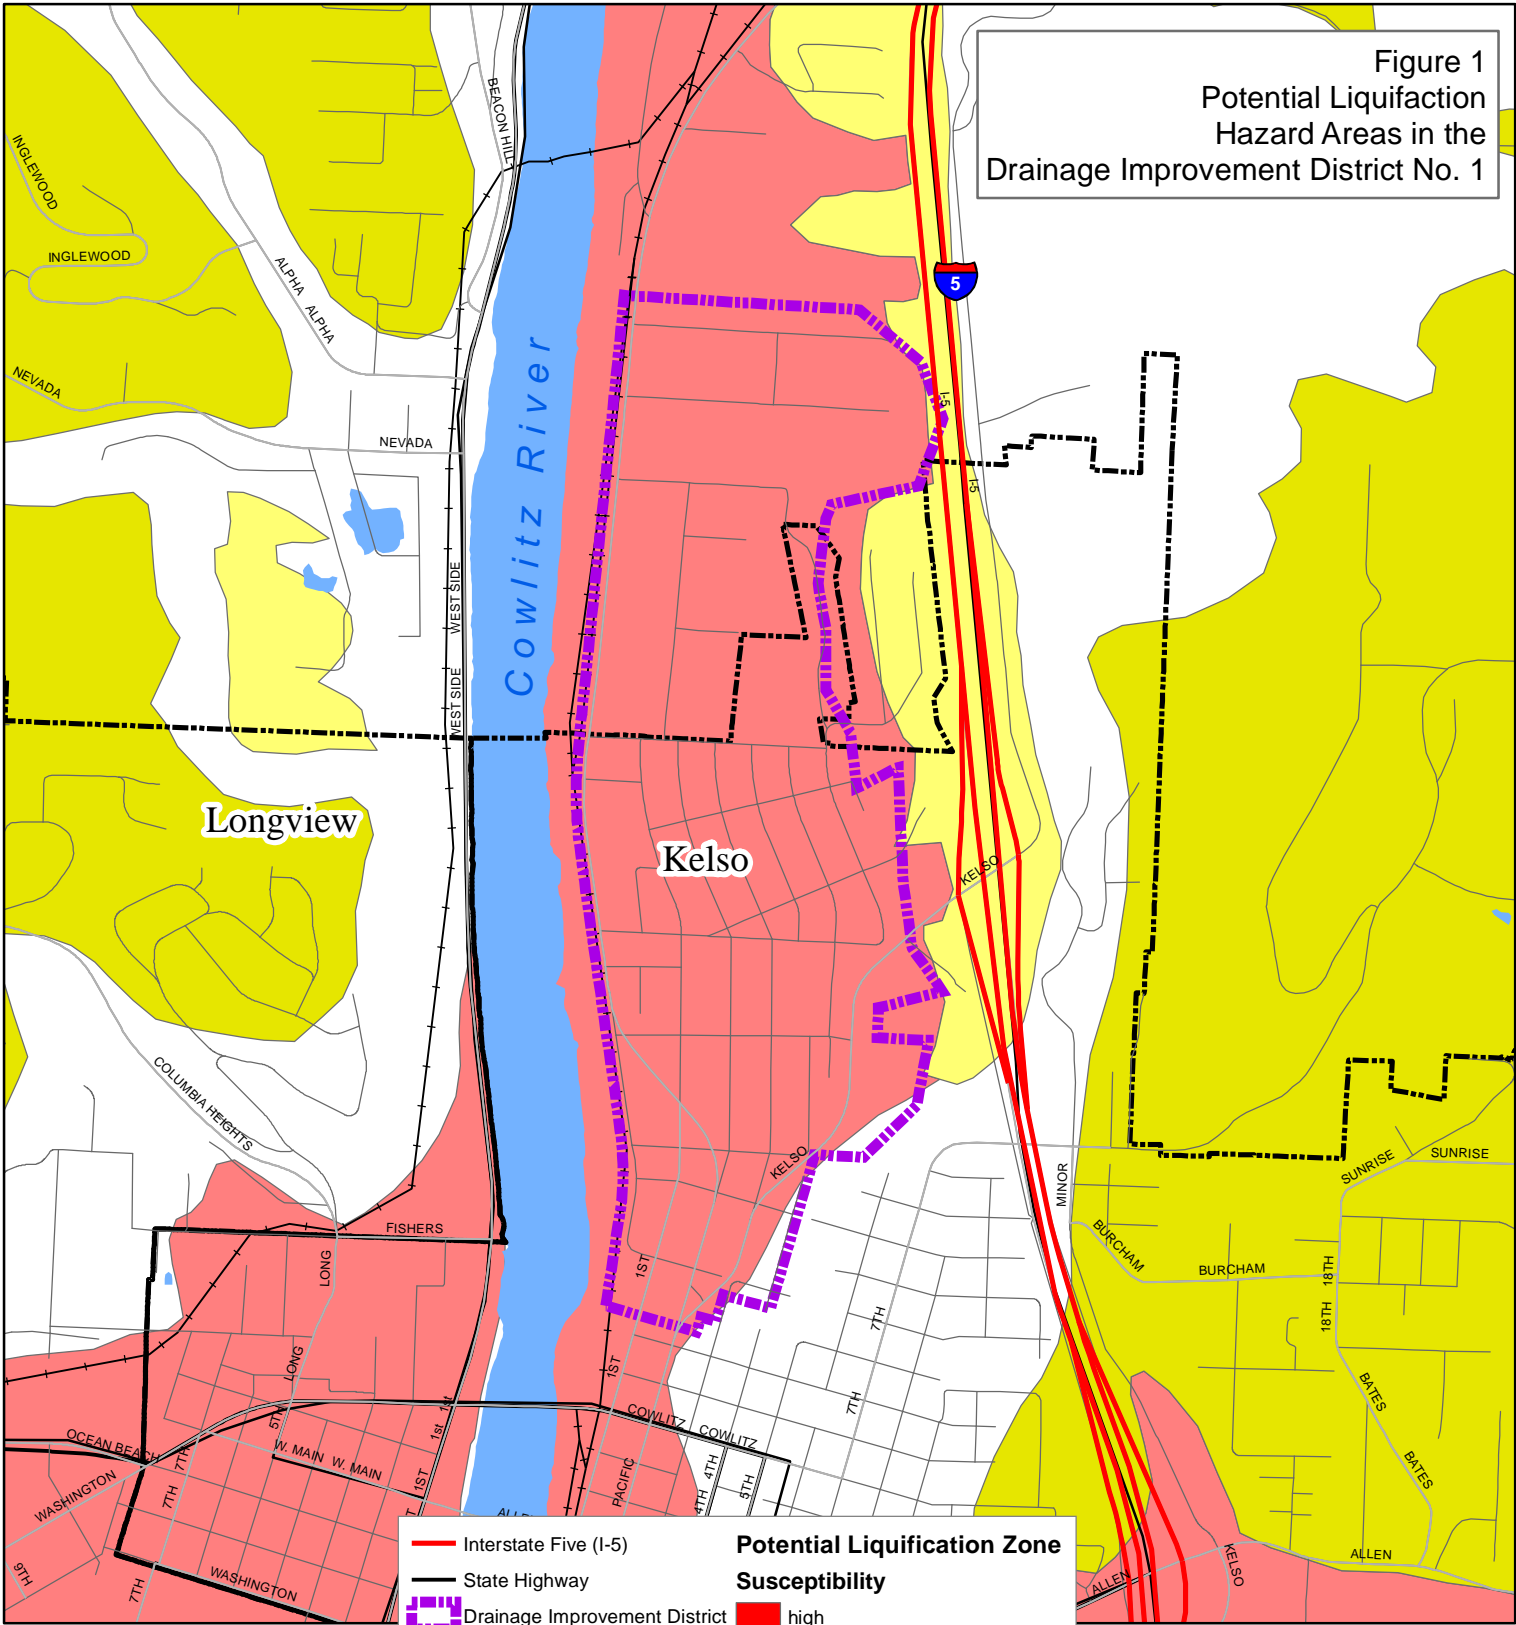 Figure 1
Potential Liquifaction
Hazard Areas in the
Drainage Improvement District No. 1
BEACON HILL
INGLEWOOD
INGLEWOOD
ALPHA
ALPHA
5
Cowlitz River
I-5
I-5
NEVADA
NEVADA
WEST SIDE
WEST SIDE
Longview
Kelso
KELSO
COLUMBIA HEIGHTS
KELSO
MINOR
SUNRISE
SUNRISE
FISHERS
LONG
1ST
BURCHAM
BURCHAM
18TH
18TH
7TH
LONG
1ST
7TH
BATES
BATES
5TH
1st
1st
COWLITZ
COWLITZ
OCEAN BEACH
7TH
W. MAIN
W. MAIN
WASHINGTON
7TH
1ST
PACIFIC
4TH
4TH
5TH
9TH
7TH
WASHINGTON
ALLEN
KELSO
ALLEN
Interstate Five (I-5)
State Highway
Drainage Improvement District
Potential Liquification Zone
Susceptibility
high